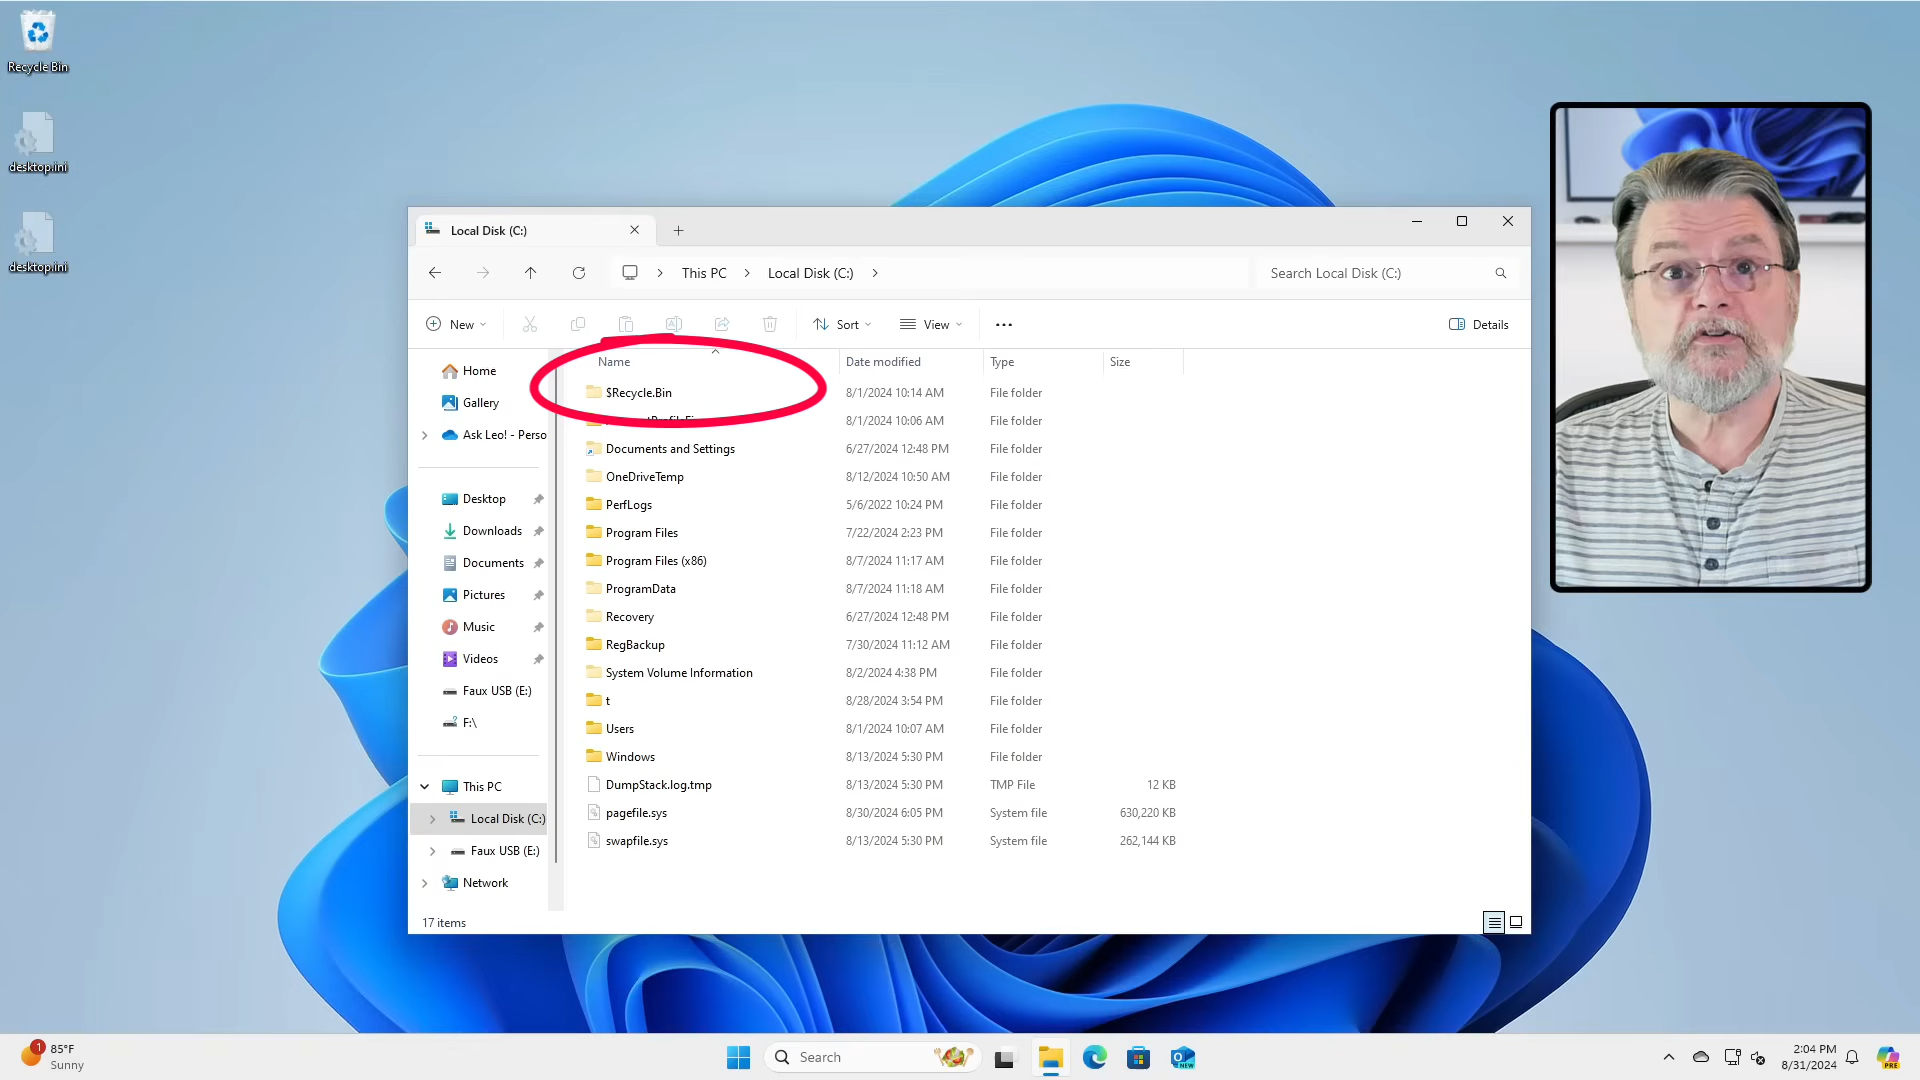 Recycle Bin
desktop.ini
desktop.ini
Local Disk (C:)
This PC
Local Disk (C:)
Search Local Disk (C:)
New
Sort
View
Details
Name
Date modified
Type
Size
Home
Gallery
Ask Leo! - Perso
Desktop
Downloads
Documents
Pictures
Music
Videos
Faux USB (E:)
F:\
This PC
Local Disk (C:)
Faux USB (E:)
Network
$Recycle.Bin 8/1/2024 10:14 AM File folder
8/1/2024 10:06 AM File folder
Documents and Settings 6/27/2024 12:48 PM File folder
OneDriveTemp 8/12/2024 10:50 AM File folder
PerfLogs 5/6/2022 10:24 PM File folder
Program Files 7/22/2024 2:23 PM File folder
Program Files (x86) 8/7/2024 11:17 AM File folder
ProgramData 8/7/2024 11:18 AM File folder
Recovery 6/27/2024 12:48 PM File folder
RegBackup 7/30/2024 11:12 AM File folder
System Volume Information 8/2/2024 4:38 PM File folder
t 8/28/2024 3:54 PM File folder
Users 8/1/2024 10:07 AM File folder
Windows 8/13/2024 5:30 PM File folder
DumpStack.log.tmp 8/13/2024 5:30 PM TMP File 12 KB
pagefile.sys 8/30/2024 6:05 PM System file 630,220 KB
swapfile.sys 8/13/2024 5:30 PM System file 262,144 KB
17 items
1
85°F
Sunny
Search
NEW
2:04 PM
8/31/2024
PRE